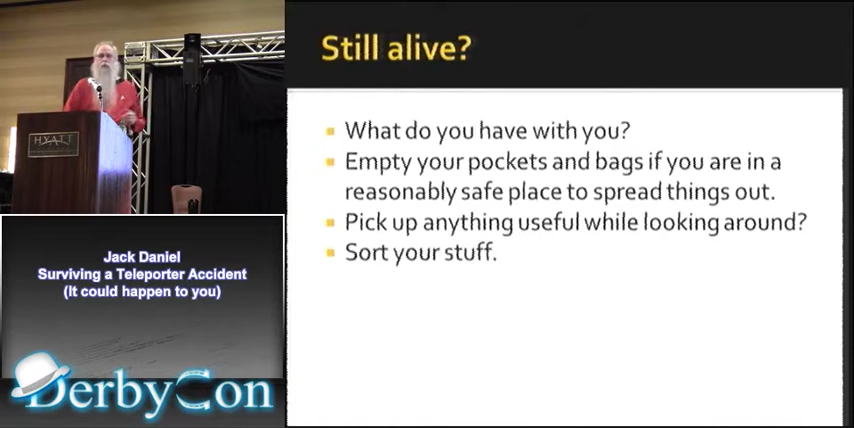 HYATT
Jack Daniel
Surviving a Teleporter Accident
(It could happen to you)
DerbyCon
Still alive?
What do you have with you?
Empty your pockets and bags if you are in a
reasonably safe place to spread things out.
Pick up anything useful while looking around?
Sort your stuff.